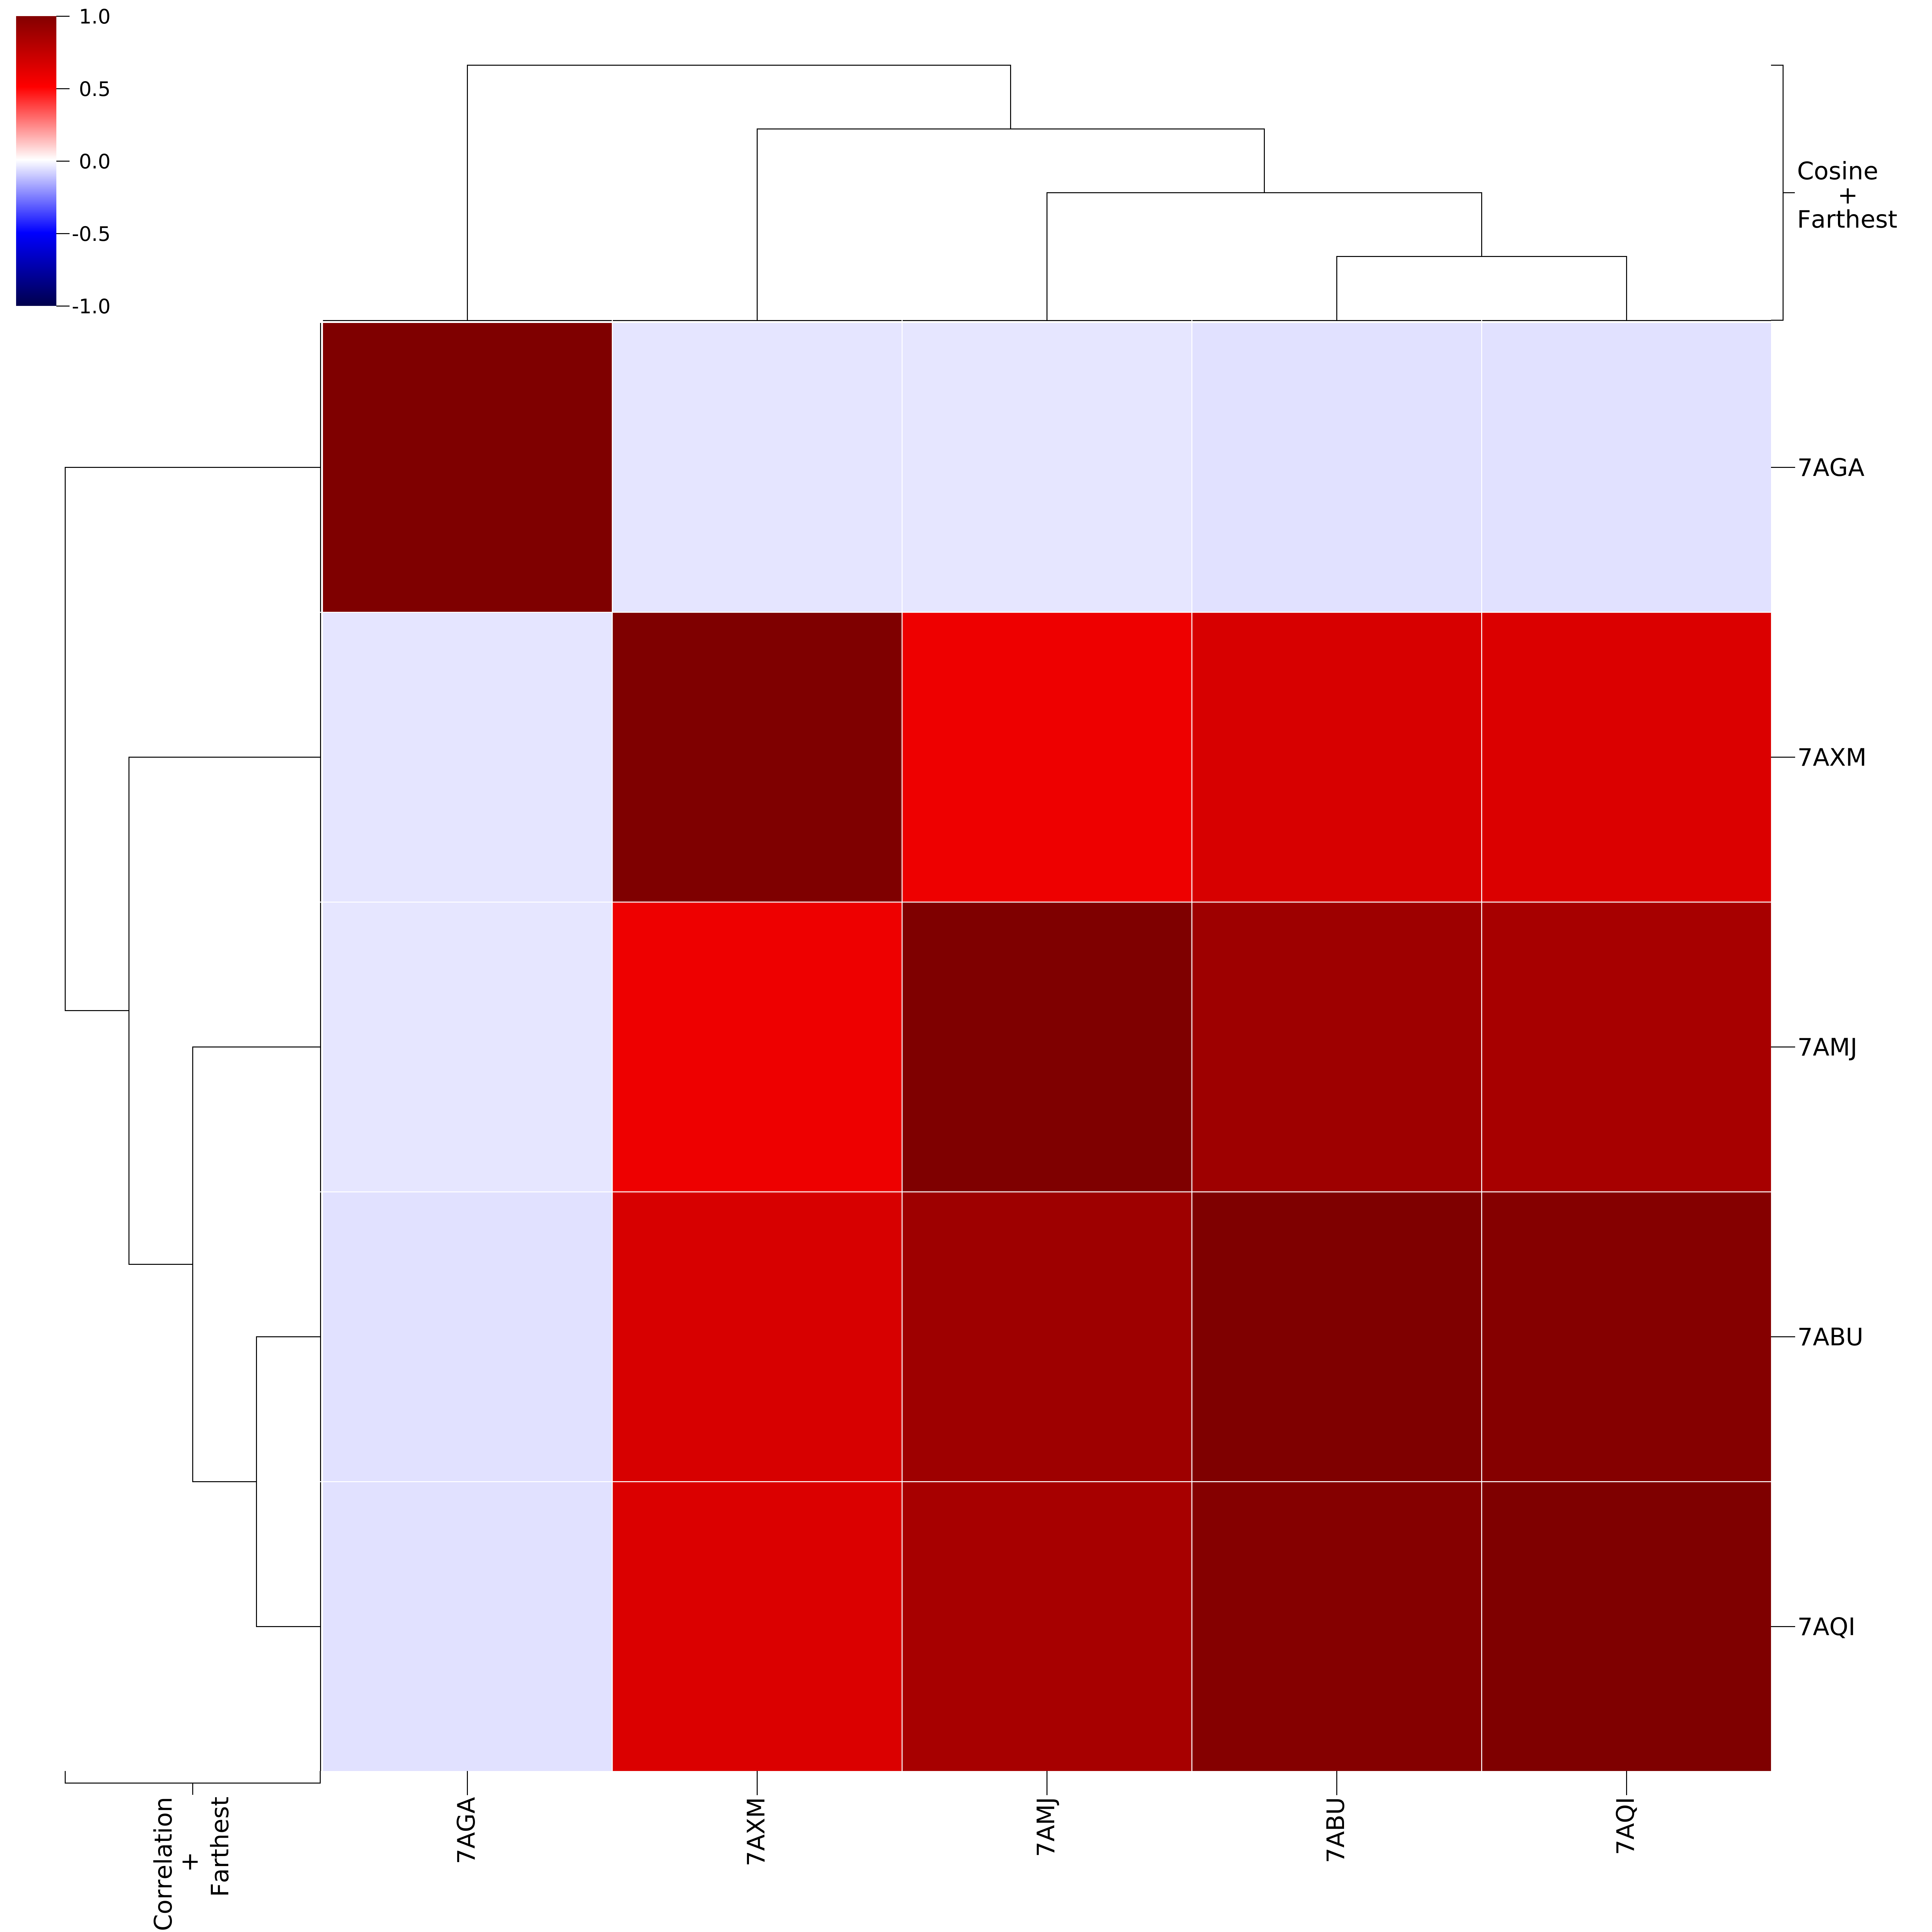 1.0
0.5
0.0
-0.5
-1.0
Cosine
+
Farthest
7AGA
7AXM
7AMJ
7ABU
7AQI
Correlation
+
Farthest
7AGA
7AXM
7AMJ
7ABU
7AQI